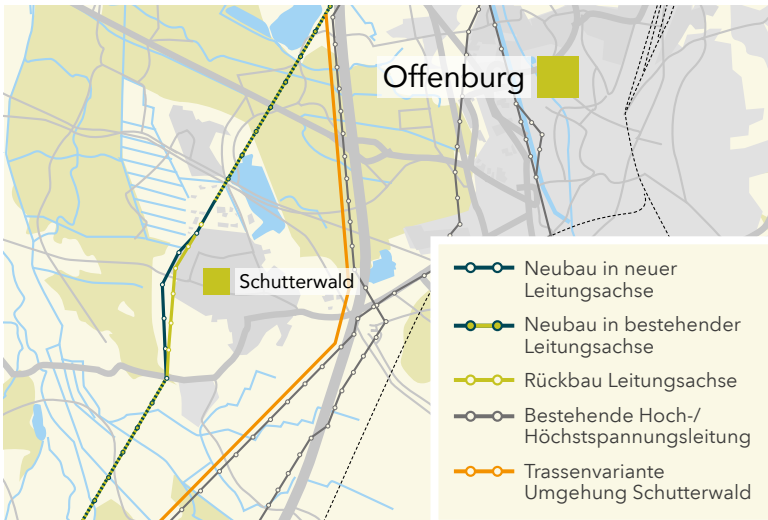 Offenburg
Schutterwald
Neubau in neuer
Leitungsachse
Neubau in bestehender
Leitungsachse
Rückbau Leitungsachse
Bestehende Hoch-/
Höchstspannungsleitung
Trassenvariante
Umgehung Schutterwald